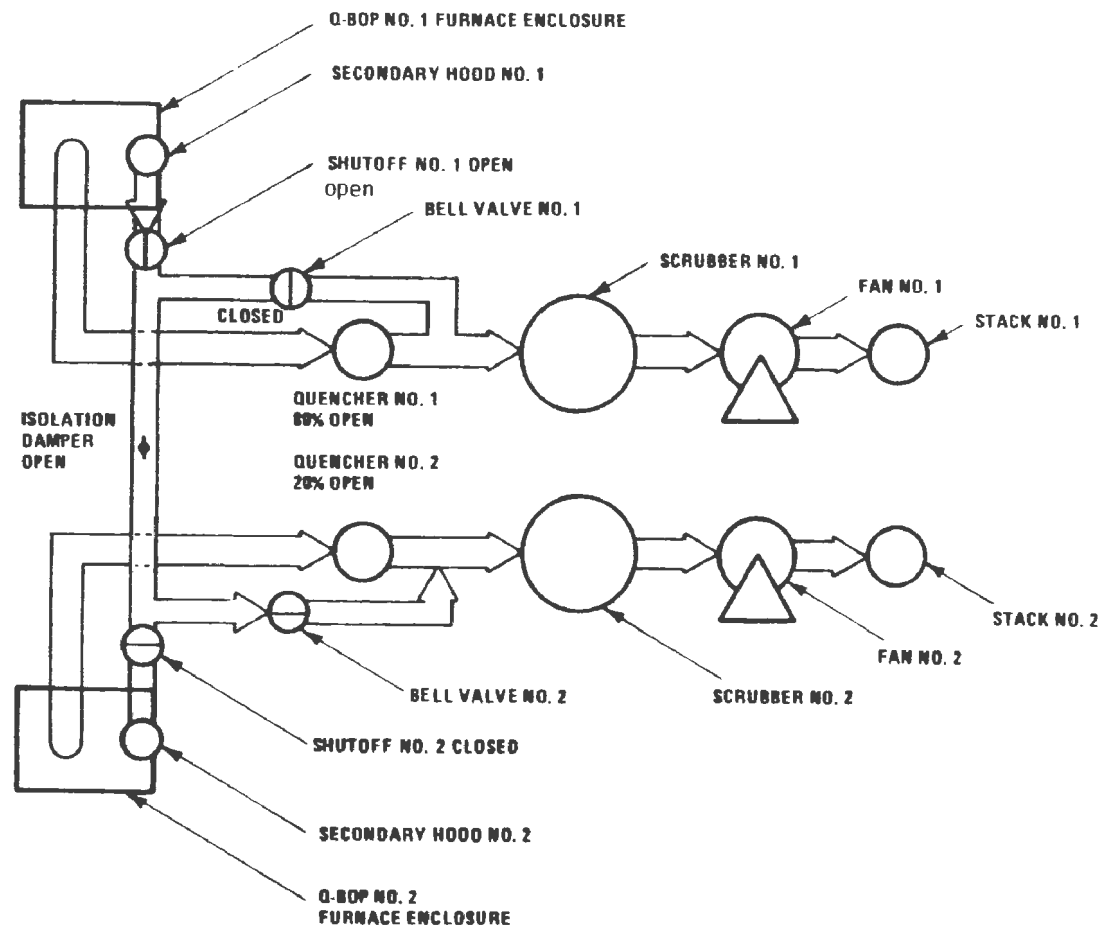 Q-BOP NO. 1 FURNACE ENCLOSURE
SECONDARY HOOD NO. 1
SHUTOFF NO. 1 OPEN
open
BELL VALVE NO. 1
SCRUBBER NO. 1
FAN NO. 1
STACK NO. 1
CLOSED
QUENCHER NO. 1
80% OPEN
ISOLATION
DAMPER
OPEN
QUENCHER NO. 2
20% OPEN
STACK NO. 2
FAN NO. 2
BELL VALVE NO. 2
SCRUBBER NO. 2
SHUTOFF NO. 2 CLOSED
SECONDARY HOOD NO. 2
Q-BOP NO. 2
FURNACE ENCLOSURE